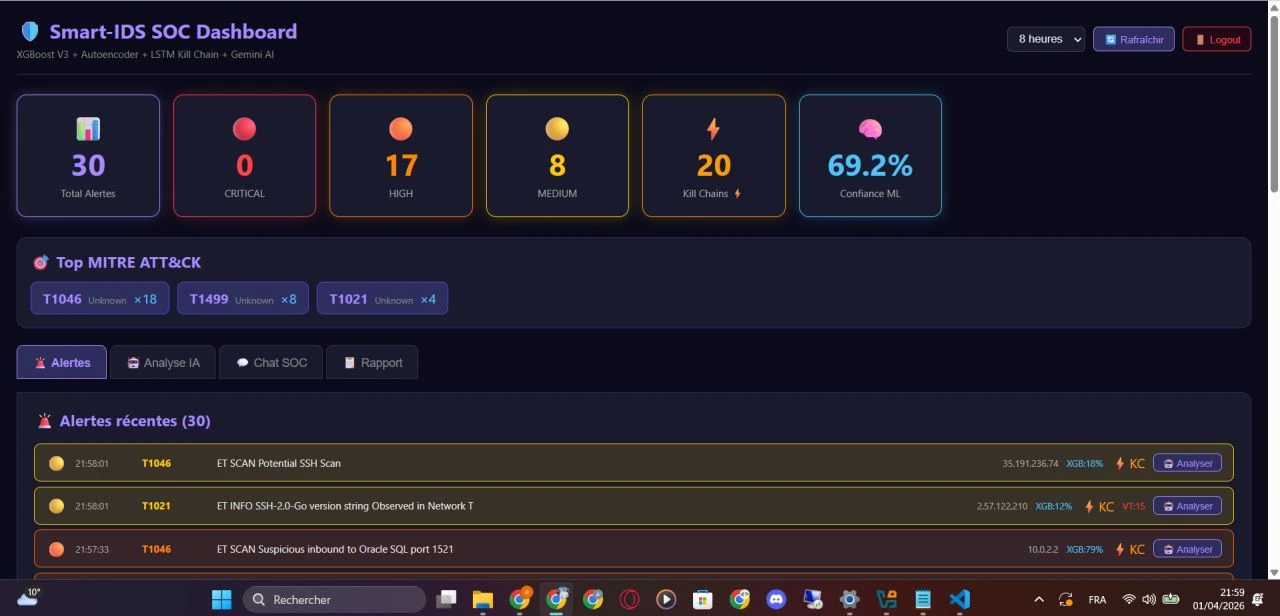 Smart-IDS SOC Dashboard
XGBoost V3 + Autoencoder + LSTM Kill Chain + Gemini AI
8 heures
Rafraîchir
Logout
30
Total Alertes
0
CRITICAL
17
HIGH
8
MEDIUM
20
Kill Chains
69.2%
Confiance ML
Top MITRE ATT&CK
T1046 Unknown ×18
T1499 Unknown ×8
T1021 Unknown ×4
Alertes
Analyse IA
Chat SOC
Rapport
Alertes récentes (30)
21:58:01 T1046 ET SCAN Potential SSH Scan 35.191.236.74 XGB:18% KC Analyser
21:58:01 T1021 ET INFO SSH-2.0-Go version string Observed in Network T 2.57.122.210 XGB:12% KC VT:15 Analyser
21:57:33 T1046 ET SCAN Suspicious inbound to Oracle SQL port 1521 10.0.2.2 XGB:79% KC Analyser
10°
Rechercher
FRA
21:59
01/04/2026